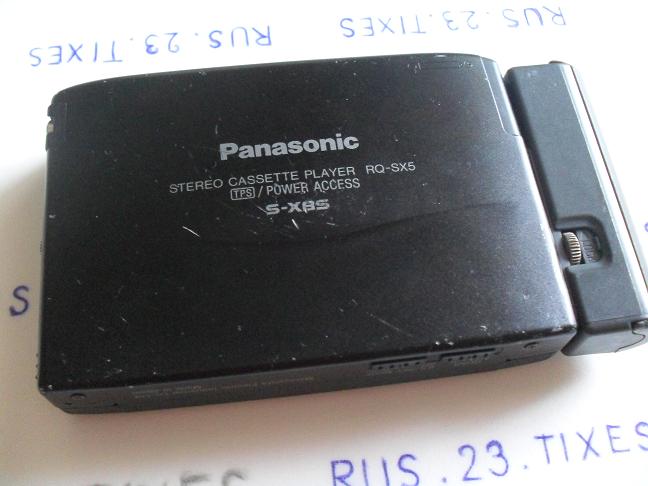 RUS.23.TIXES
RUS.23.TIXES
Panasonic
STEREO CASSETTE PLAYER RQ-SX5
TPS / POWER ACCESS
S-XBS
S
RUS.23.TIXES